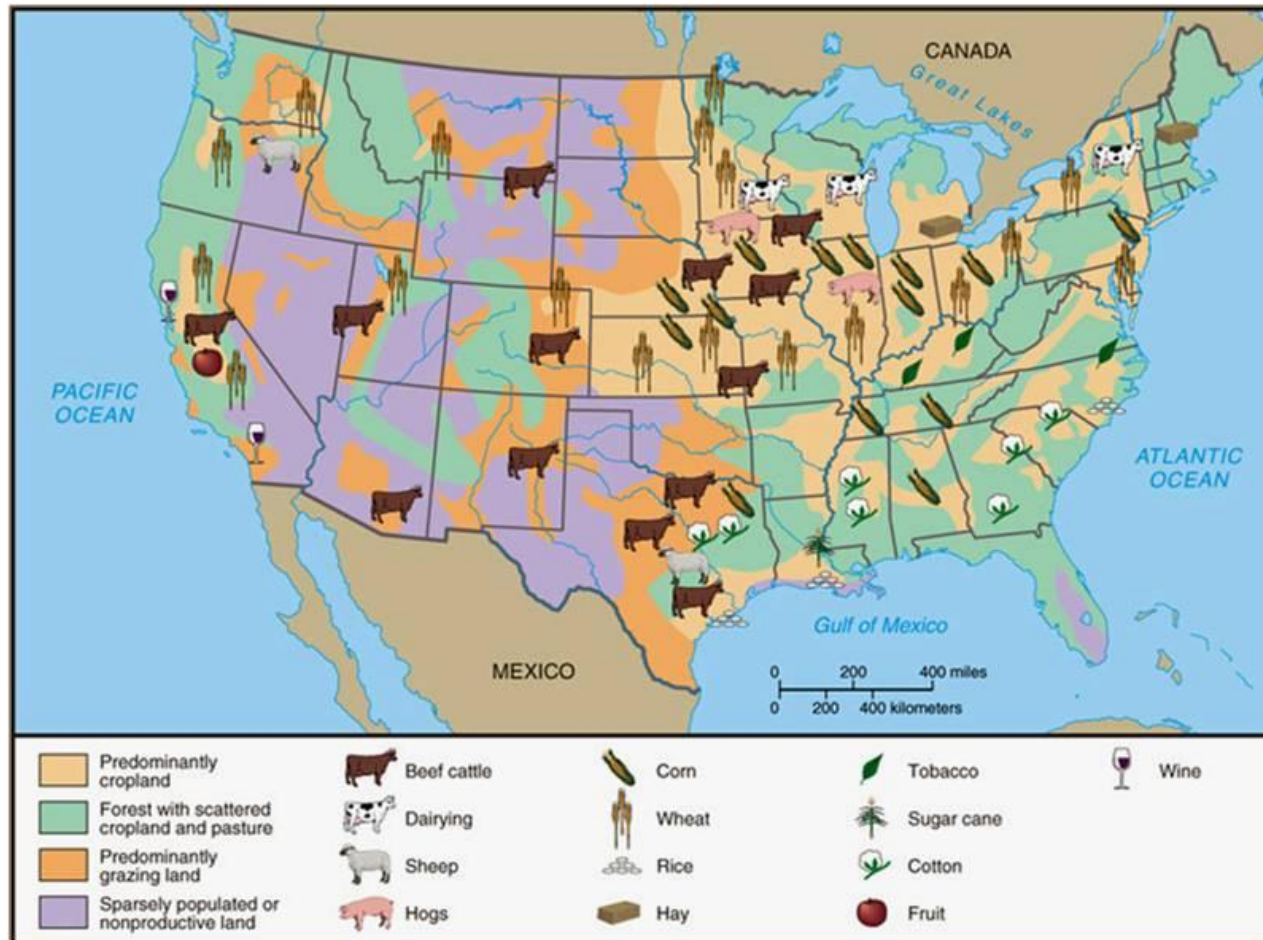 CANADA
Great Lakes
PACIFIC
OCEAN
ATLANTIC
OCEAN
Gulf of Mexico
MEXICO
0 200 400 miles
0 200 400 kilometers
Predominantly
cropland
Forest with scattered
cropland and pasture
Predominantly
grazing land
Sparsely populated or
nonproductive land
Beef cattle
Dairying
Sheep
Hogs
Corn
Wheat
Rice
Hay
Tobacco
Sugar cane
Cotton
Fruit
Wine